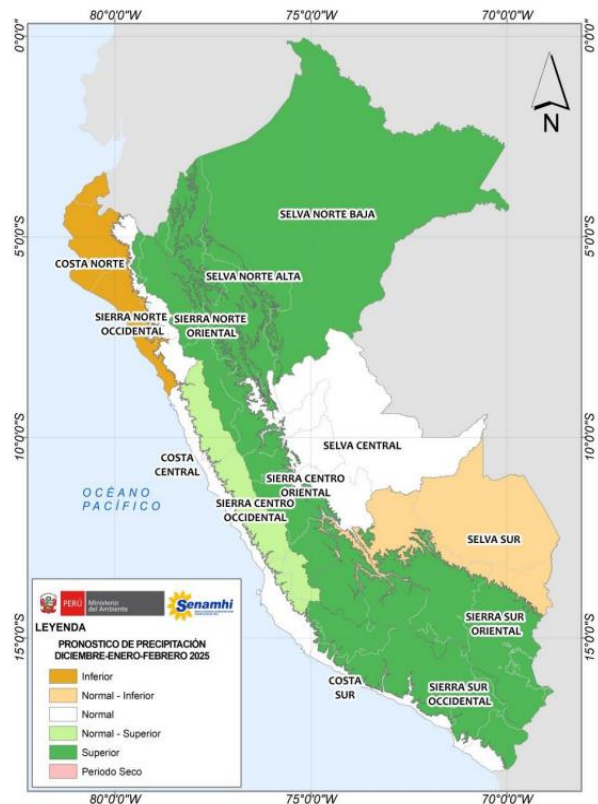 80°0'0"W 75°0'0"W 70°0'0"W
0°0'0" 0°0'0"
N
SELVA NORTE BAJA
5°0'0"S 5°0'0"S
COSTA NORTE
SELVA NORTE ALTA
SIERRA NORTE
OCCIDENTAL
SIERRA NORTE
ORIENTAL
10°0'0"S 10°0'0"S
SELVA CENTRAL
COSTA
CENTRAL
SIERRA CENTRO
ORIENTAL
OCÉANO
PACÍFICO
SIERRA CENTRO
OCCIDENTAL
SELVA SUR
PERÚ
Ministerio
del Ambiente
Senamhi
LEYENDA
PRONOSTICO DE PRECIPITACIÓN
DICIEMBRE-ENERO-FEBRERO 2025
Inferior
Normal - Inferior
Normal
Normal - Superior
Superior
Periodo Seco
15°0'0"S 15°0'0"S
SIERRA SUR
ORIENTAL
COSTA
SUR
SIERRA SUR
OCCIDENTAL
80°0'0"W 75°0'0"W 70°0'0"W